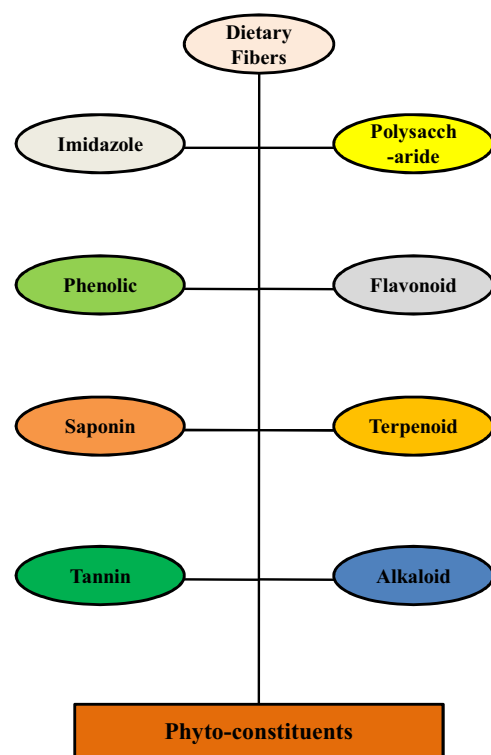 Dietary
Fibers
Imidazole
Polysacch
-aride
Phenolic
Flavonoid
Saponin
Terpenoid
Tannin
Alkaloid
Phyto-constituents